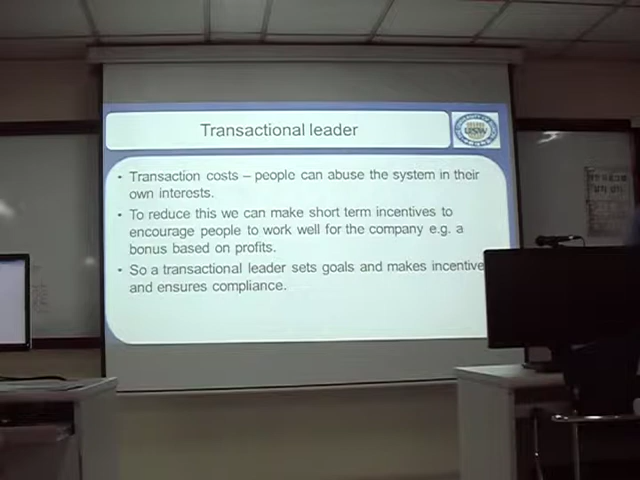 Transactional leader
USW
• Transaction costs – people can abuse the system in their
own interests.
• To reduce this we can make short term incentives to
encourage people to work well for the company e.g. a
bonus based on profits.
• So a transactional leader sets goals and makes incentive
and ensures compliance.